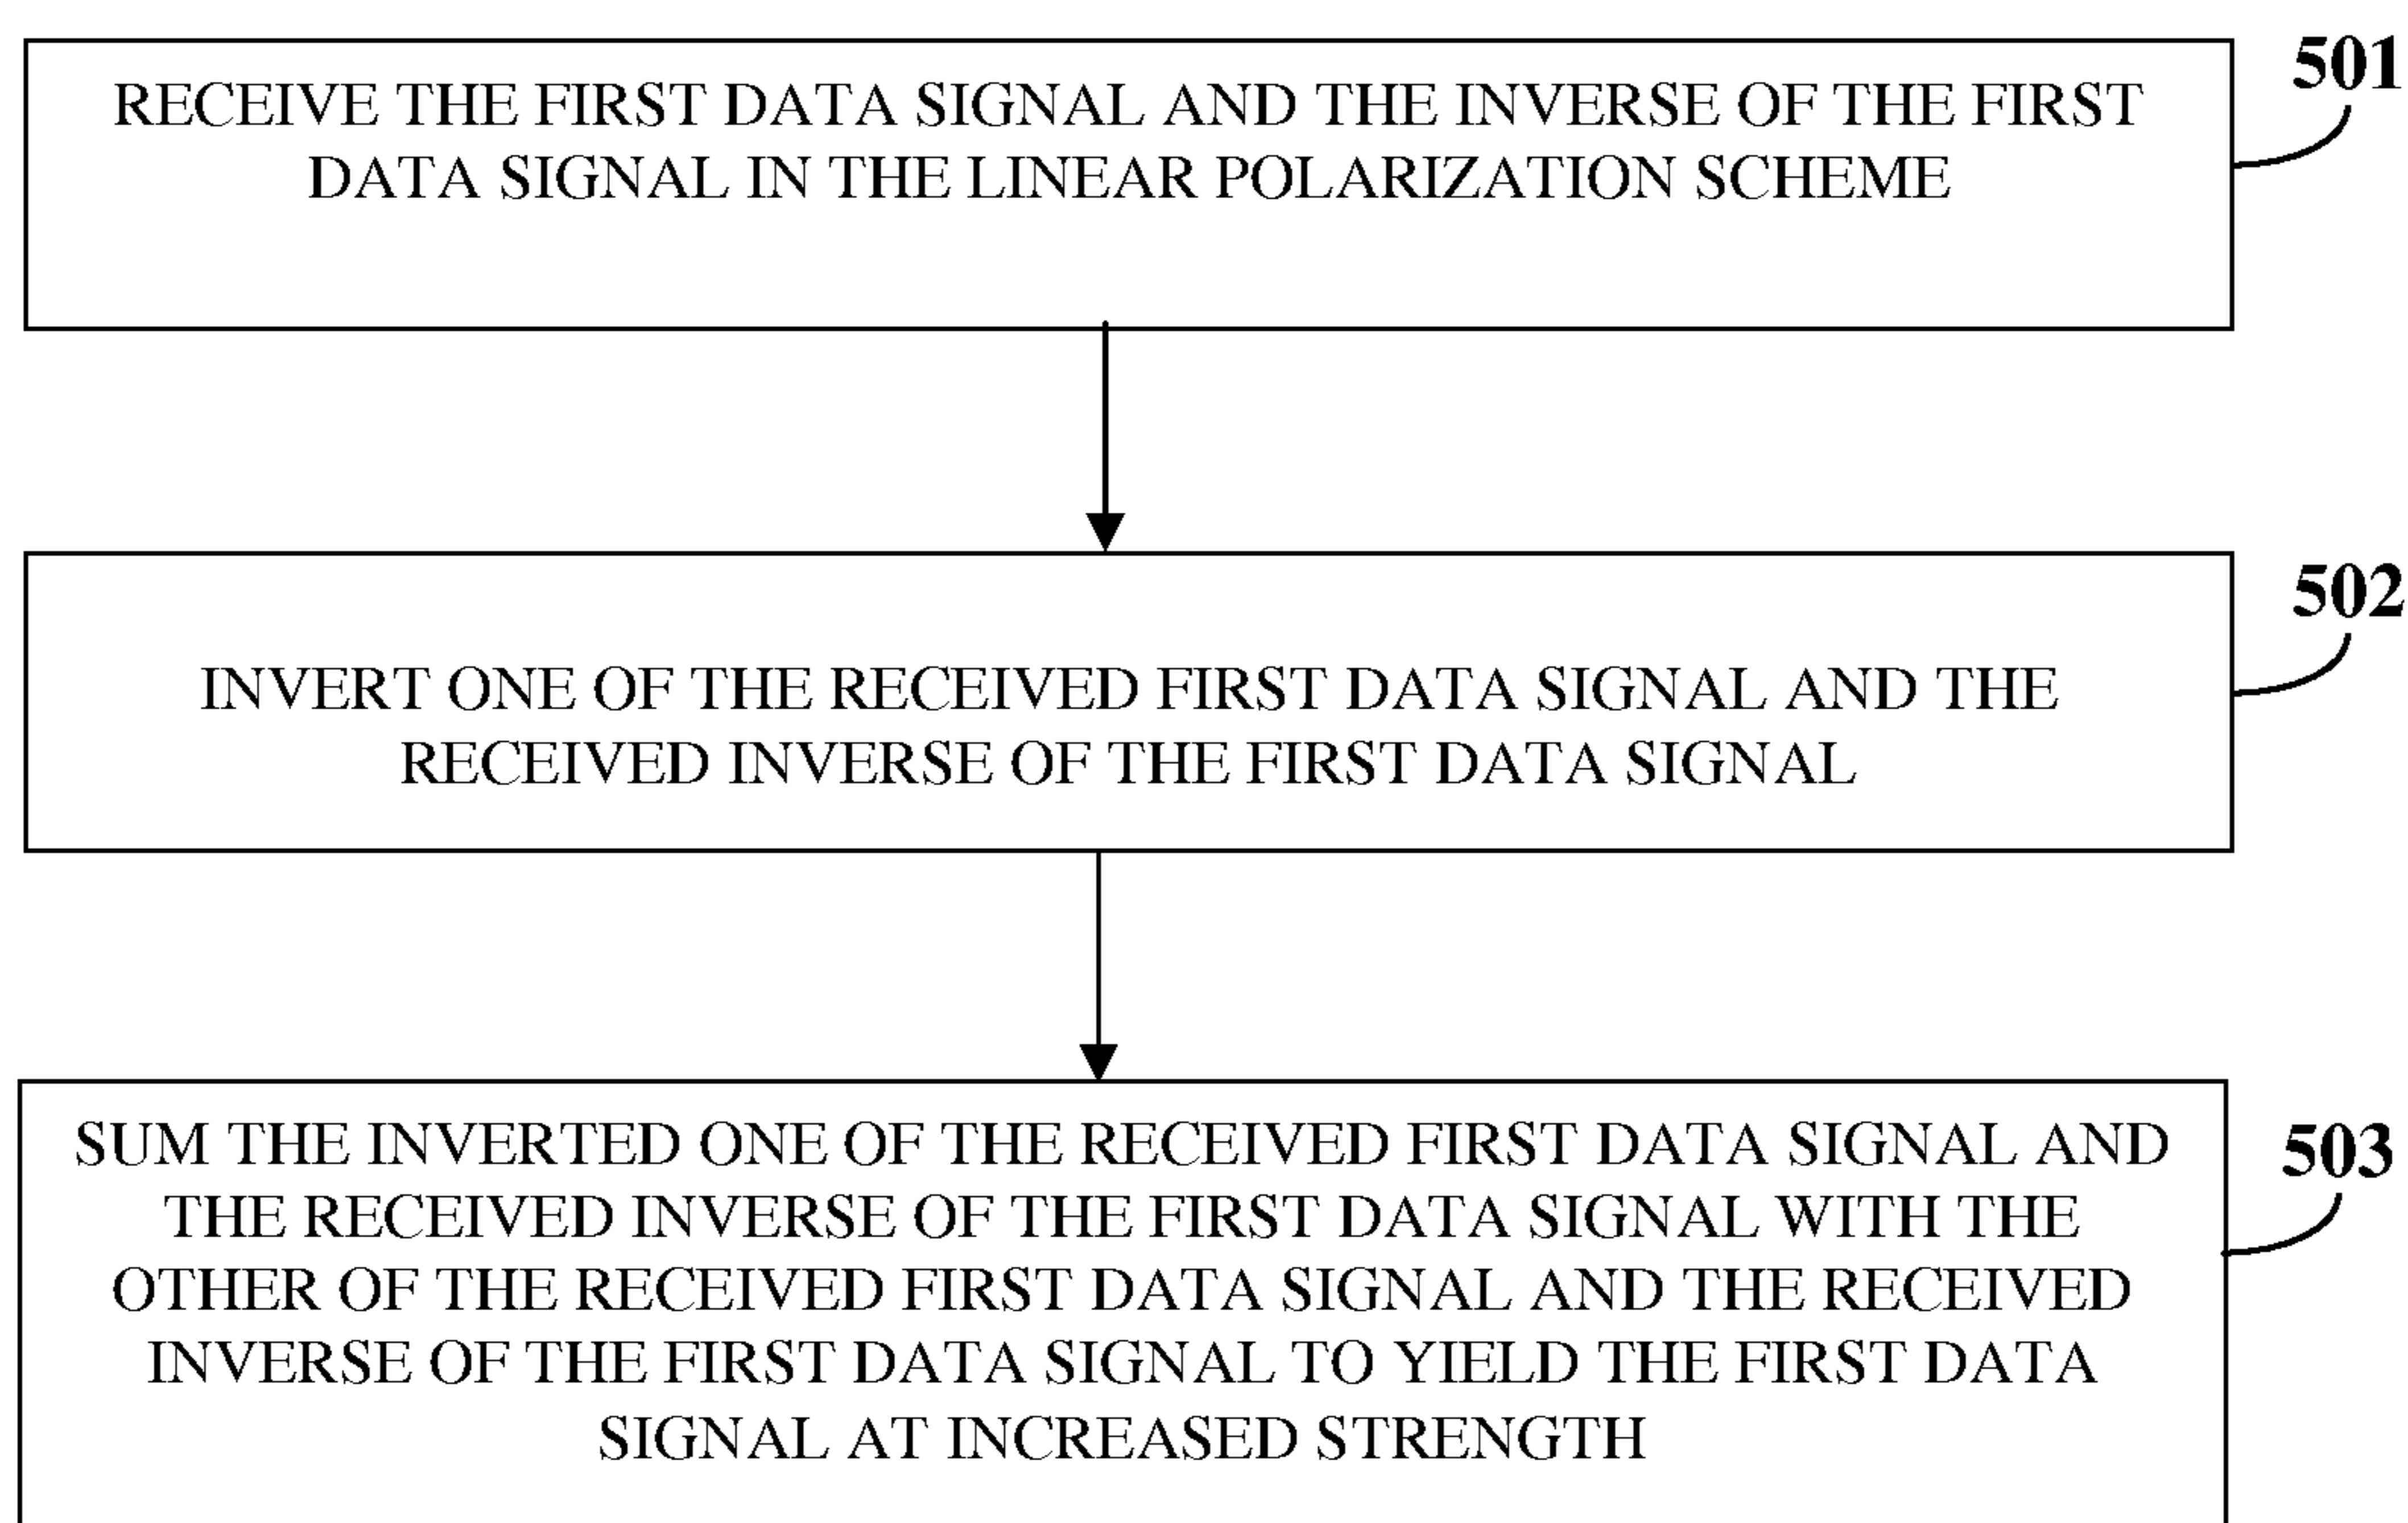 501
RECEIVE THE FIRST DATA SIGNAL AND THE INVERSE OF THE FIRST
DATA SIGNAL IN THE LINEAR POLARIZATION SCHEME
502
INVERT ONE OF THE RECEIVED FIRST DATA SIGNAL AND THE
RECEIVED INVERSE OF THE FIRST DATA SIGNAL
503
SUM THE INVERTED ONE OF THE RECEIVED FIRST DATA SIGNAL AND
THE RECEIVED INVERSE OF THE FIRST DATA SIGNAL WITH THE
OTHER OF THE RECEIVED FIRST DATA SIGNAL AND THE RECEIVED
INVERSE OF THE FIRST DATA SIGNAL TO YIELD THE FIRST DATA
SIGNAL AT INCREASED STRENGTH